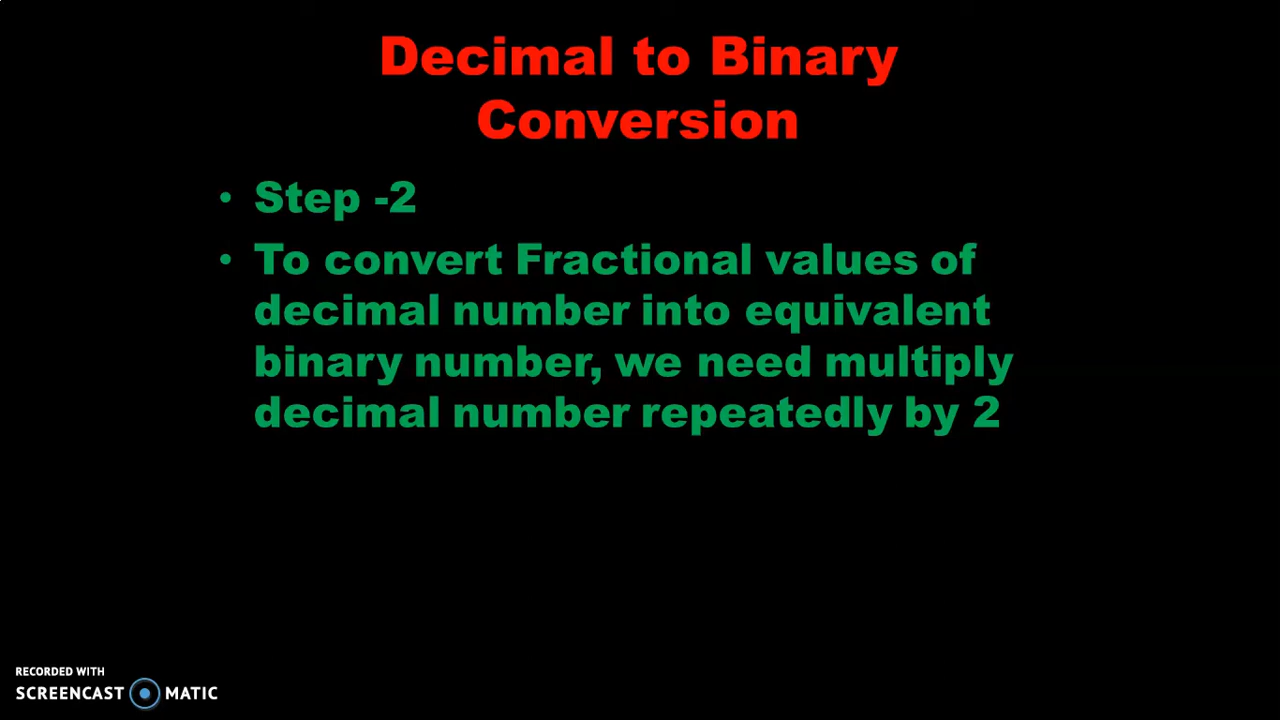 Decimal to Binary
Conversion
• Step -2
• To convert Fractional values of
decimal number into equivalent
binary number, we need multiply
decimal number repeatedly by 2
RECORDED WITH
SCREENCAST MATIC